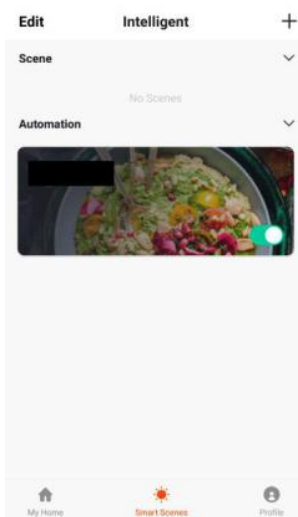 Edit Intelligent +
Scene
No Scenes
Automation
My Home Smart Scenes Profile